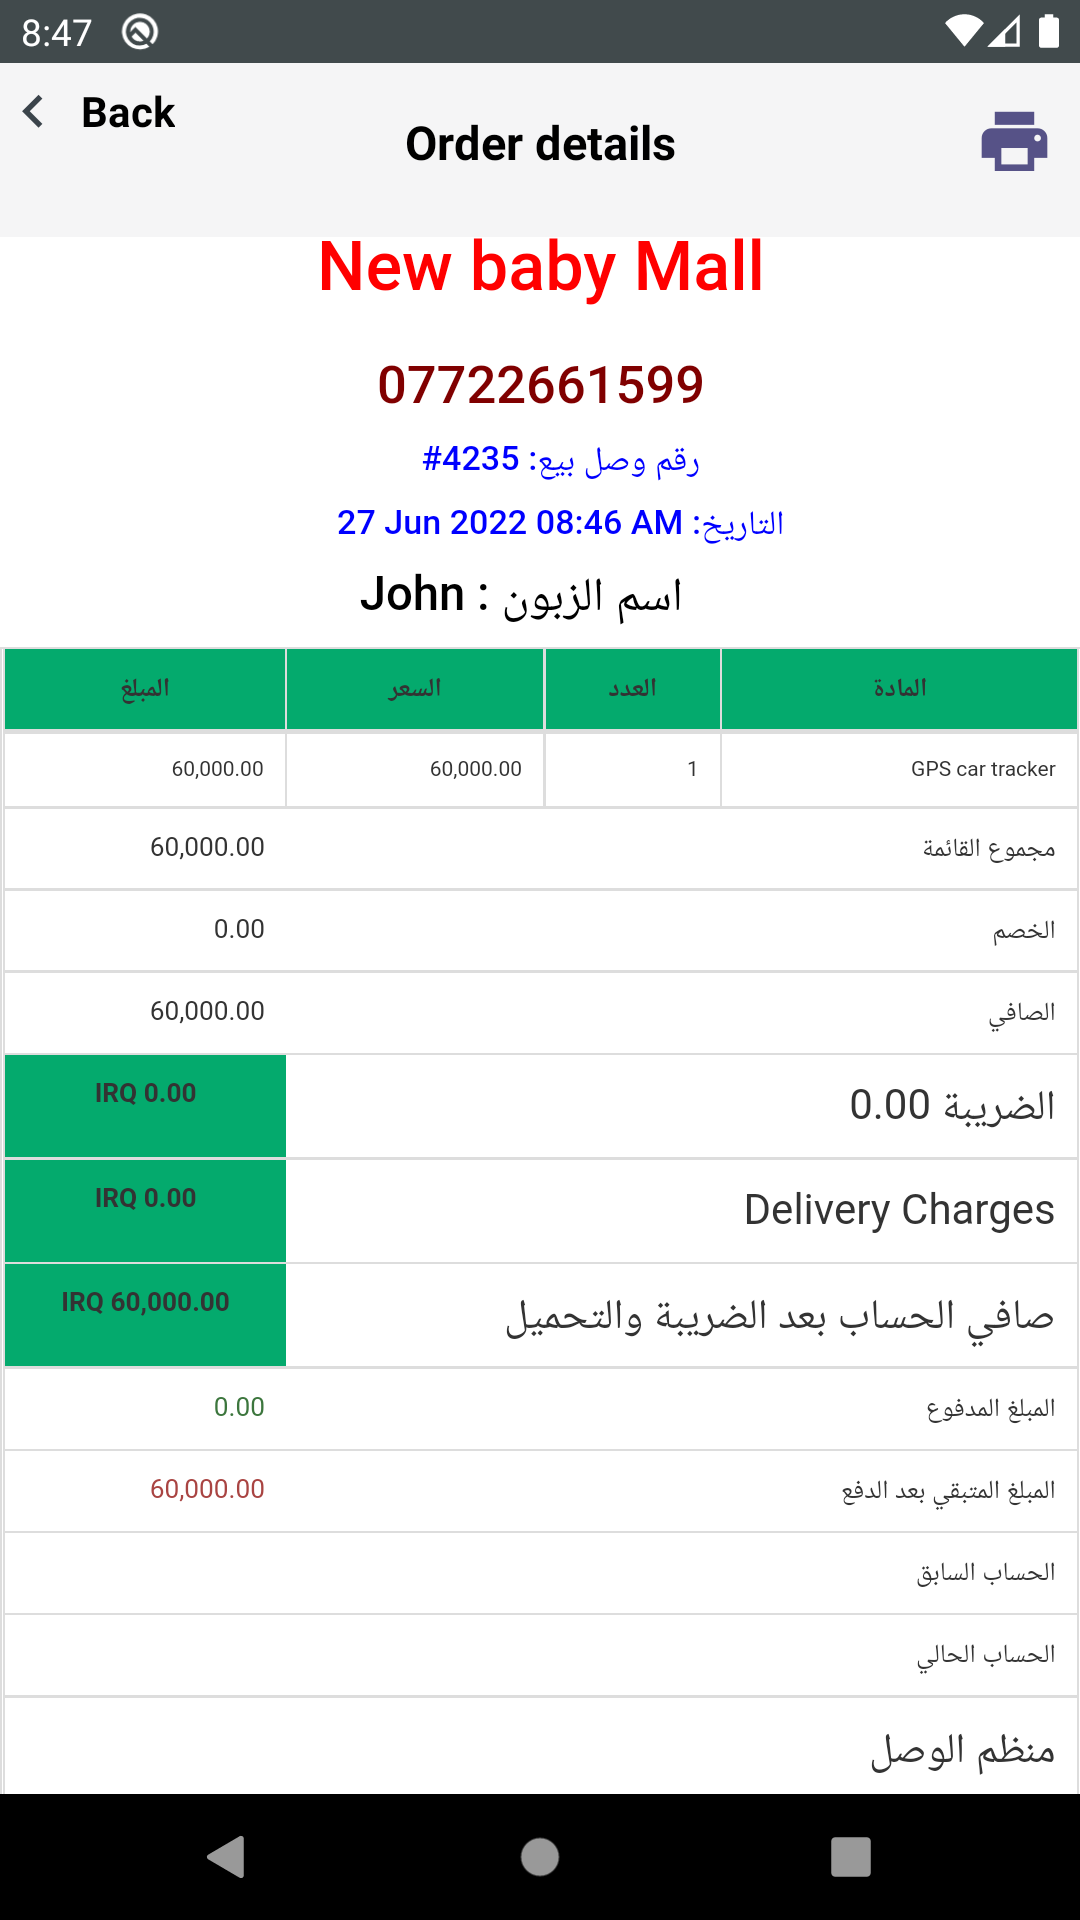 8:47
Back
Order details
New baby Mall
07722661599
رقم وصل بيع: 4235#
التاريخ: 27 Jun 2022 08:46 AM
اسم الزبون : John
المادة العدد السعر المبلغ
GPS car tracker 1 60,000.00 60,000.00
مجموع القائمة 60,000.00
الخصم 0.00
الصافي 60,000.00
الضريبة 0.00 IRQ 0.00
Delivery Charges IRQ 0.00
صافي الحساب بعد الضريبة والتحميل IRQ 60,000.00
المبلغ المدفوع 0.00
المبلغ المتبقي بعد الدفع 60,000.00
الحساب السابق
الحساب الحالي
منظم الوصل